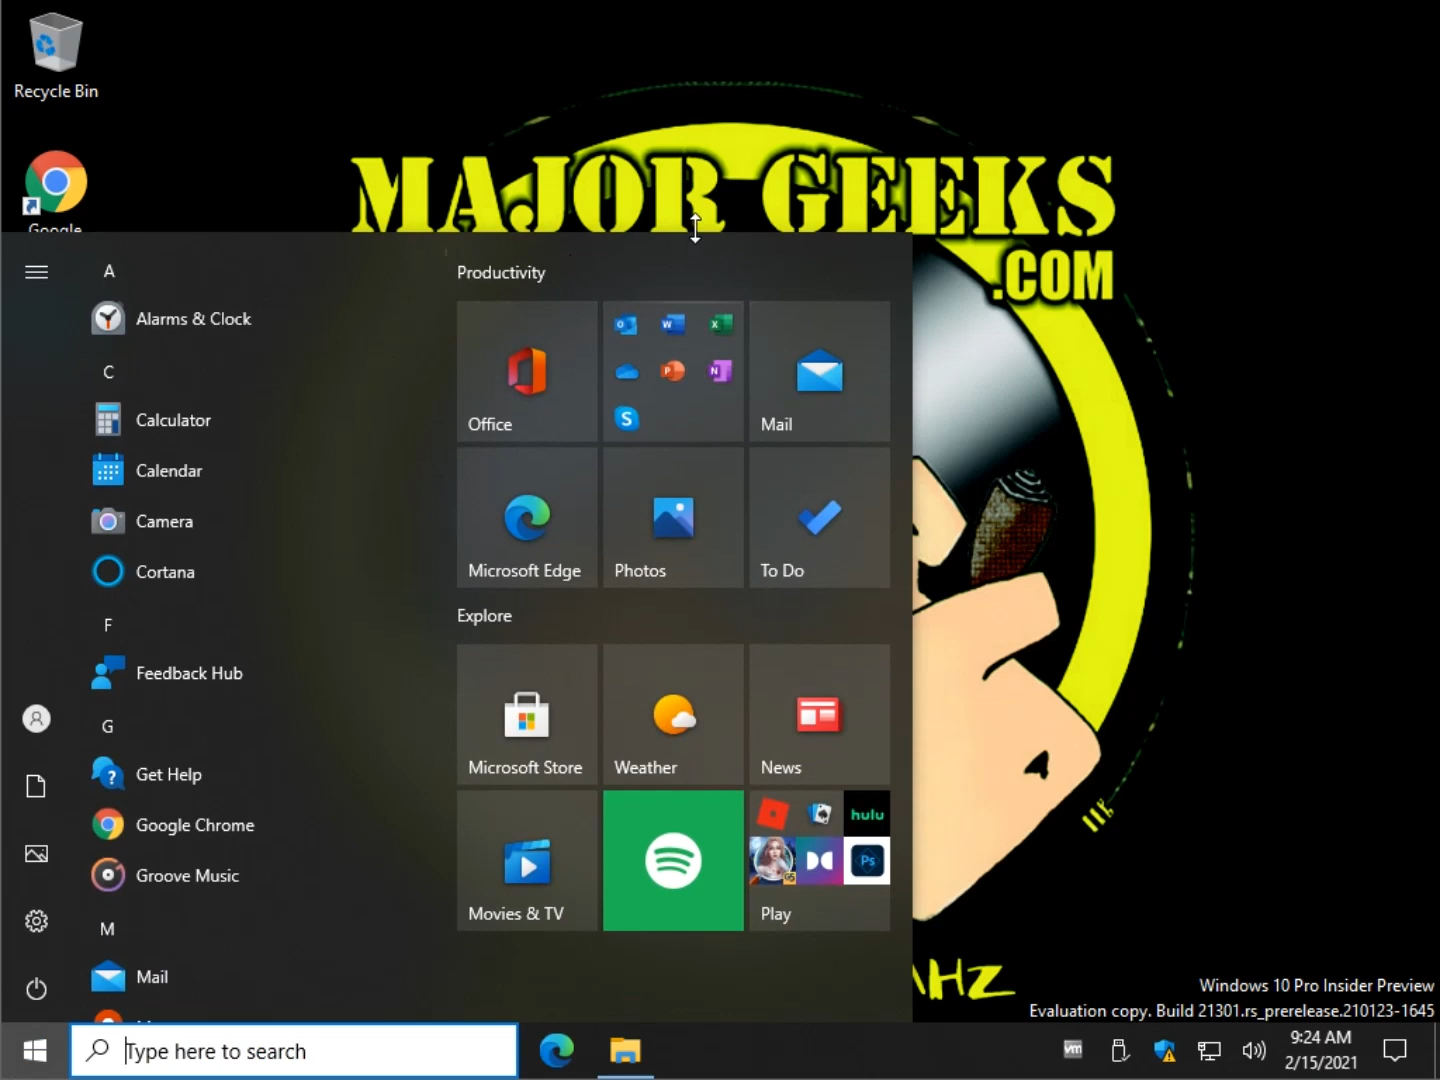 Recycle Bin
Google
MAJOR GEEKS
.COM
A
Alarms & Clock
C
Calculator
Calendar
Camera
Cortana
F
Feedback Hub
G
Get Help
Google Chrome
Groove Music
M
Mail
Productivity
Office
Mail
Microsoft Edge
Photos
To Do
Explore
Microsoft Store
Weather
News
Movies & TV
hulu
Ps
Play
Windows 10 Pro Insider Preview
Evaluation copy. Build 21301.rs_prerelease.210123-1645
Type here to search
vm
9:24 AM
2/15/2021